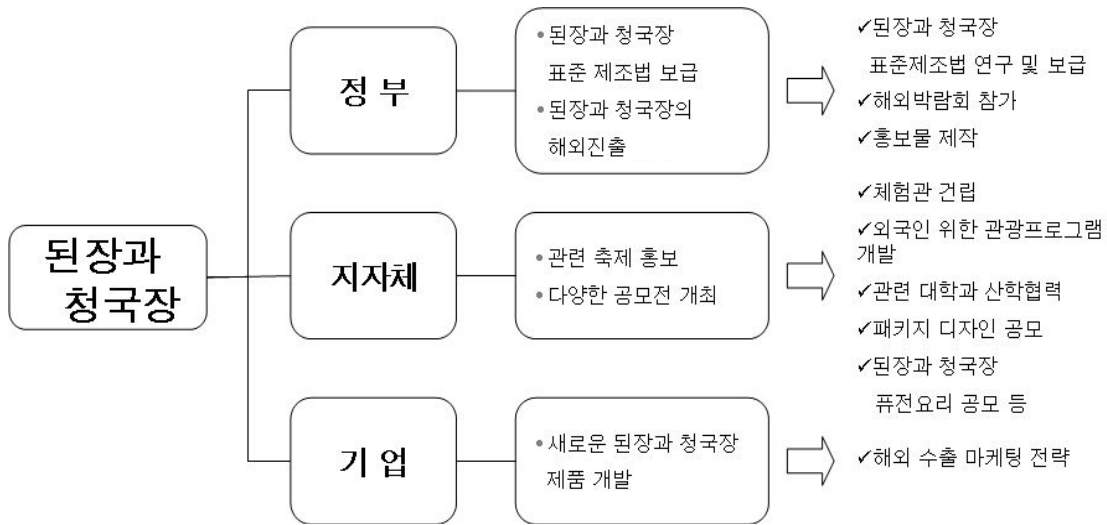 된장과
청국장
정 부
• 된장과 청국장
표준 제조법 보급
• 된장과 청국장의
해외진출
✓된장과 청국장
표준제조법 연구 및 보급
✓해외박람회 참가
✓홍보물 제작
지자체
• 관련 축제 홍보
• 다양한 공모전 개최
✓체험관 건립
✓외국인 위한 관광프로그램
개발
✓관련 대학과 산학협력
✓패키지 디자인 공모
✓된장과 청국장
퓨전요리 공모 등
기 업
• 새로운 된장과 청국장
제품 개발
✓해외 수출 마케팅 전략